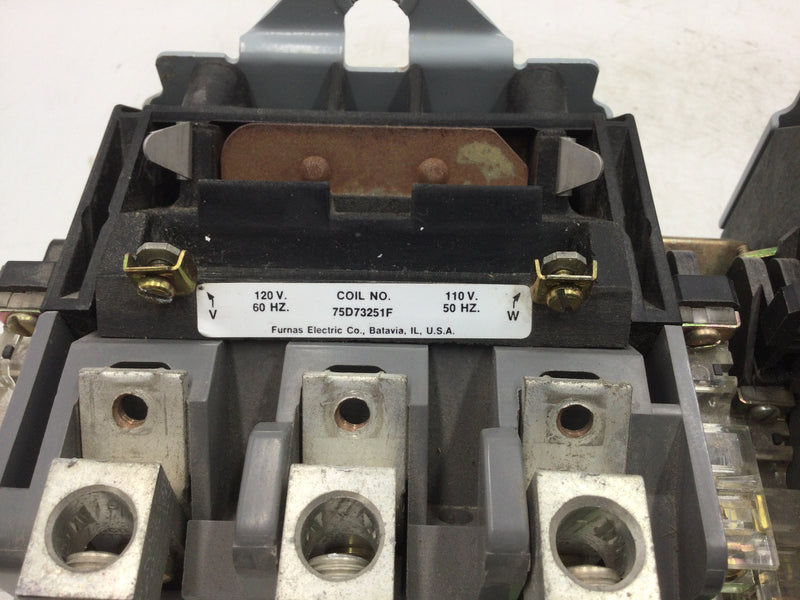 120 V. COIL NO. 110 V.
60 HZ. 75D73251F 50 HZ.
V W
Furnas Electric Co., Batavia, IL, U.S.A.